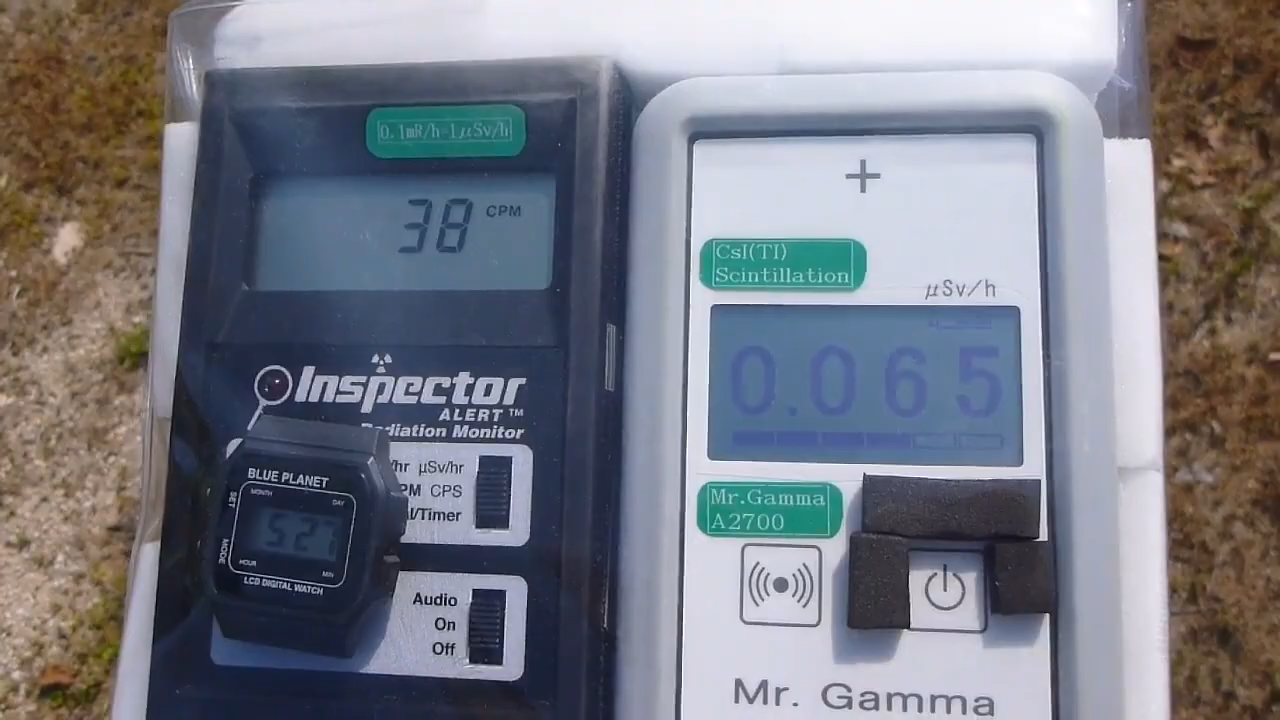 0.1mR/h=1μSv/h
38 CPM
Inspector
ALERT™
Radiation Monitor
/hr μSv/hr
PM CPS
al/Timer
Audio
On
Off
BLUE PLANET
MONTH DAY
SET
5 27
MODE
HOUR MIN
LCD DIGITAL WATCH
+
CsI(Tl)
Scintillation
μSv/h
0.065
Mr.Gamma
A2700
Mr. Gamma